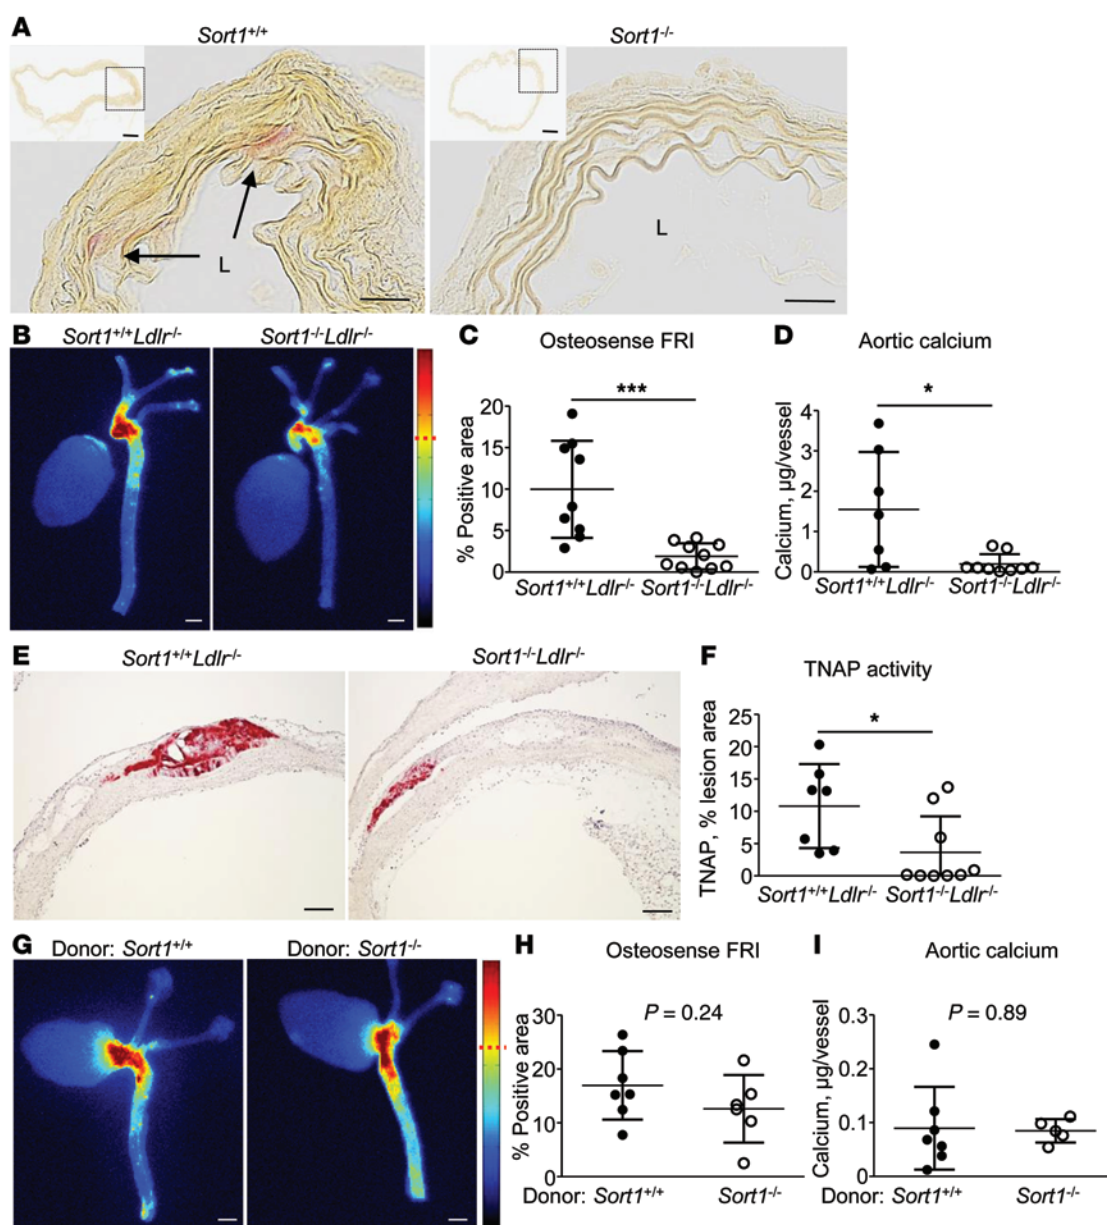 A
Sort1+/+
Sort1-/-
L
L
B
Sort1+/+Ldlr-/-
Sort1-/-Ldlr-/-
C
Osteosense FRI
***
% Positive area
20
15
10
5
0
Sort1+/+Ldlr-/-
Sort1-/-Ldlr-/-
D
Aortic calcium
*
Calcium, µg/vessel
4
3
2
1
0
Sort1+/+Ldlr-/-
Sort1-/-Ldlr-/-
E
Sort1+/+Ldlr-/-
Sort1-/-Ldlr-/-
F
TNAP activity
*
TNAP, % lesion area
25
20
15
10
5
0
Sort1+/+Ldlr-/-
Sort1-/-Ldlr-/-
G
Donor: Sort1+/+
Donor: Sort1-/-
H
Osteosense FRI
P = 0.24
% Positive area
30
20
10
0
Donor: Sort1+/+
Sort1-/-
I
Aortic calcium
P = 0.89
Calcium, µg/vessel
0.3
0.2
0.1
0
Donor: Sort1+/+
Sort1-/-